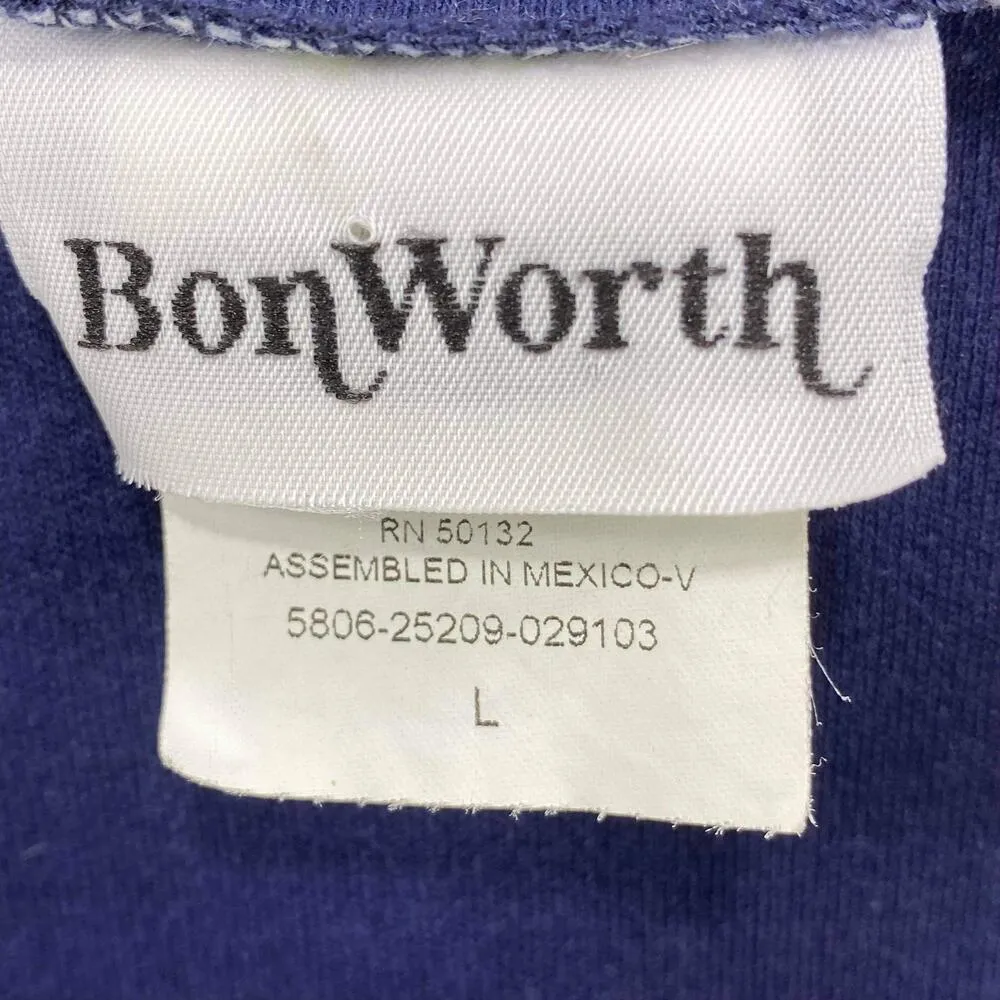 BonWorth
RN 50132
ASSEMBLED IN MEXICO-V
5806-25209-029103
L